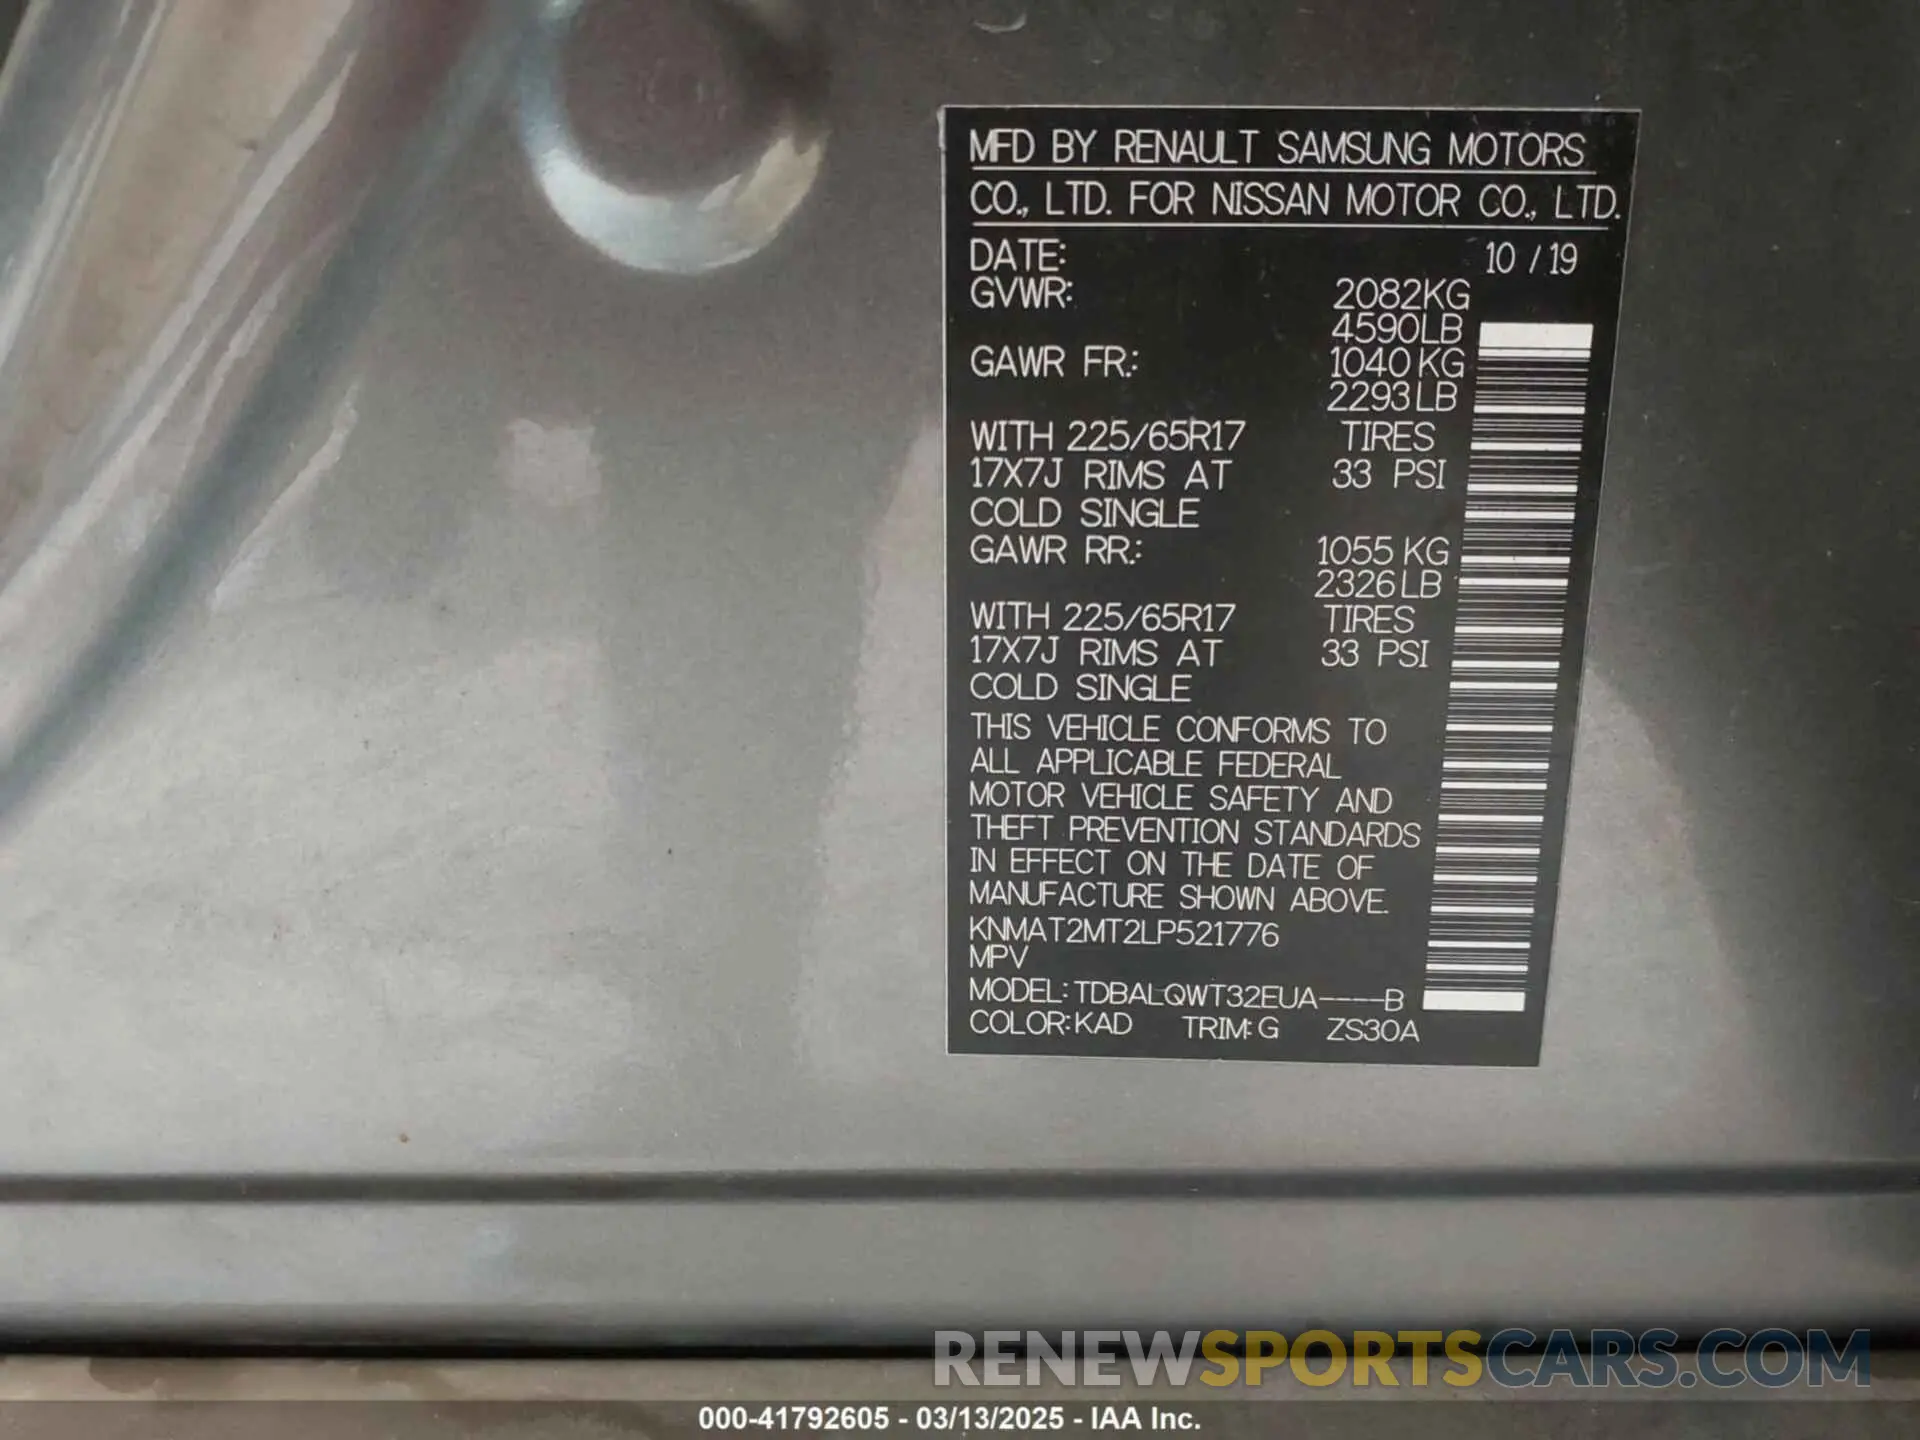 MFD BY RENAULT SAMSUNG MOTORS
CO., LTD. FOR NISSAN MOTOR CO., LTD.
DATE: 10 / 19
GVWR: 2082KG
4590LB
GAWR FR.: 1040 KG
2293LB
WITH 225/65R17 TIRES
17X7J RIMS AT 33 PSI
COLD SINGLE
GAWR RR.: 1055 KG
2326LB
WITH 225/65R17 TIRES
17X7J RIMS AT 33 PSI
COLD SINGLE
THIS VEHICLE CONFORMS TO
ALL APPLICABLE FEDERAL
MOTOR VEHICLE SAFETY AND
THEFT PREVENTION STANDARDS
IN EFFECT ON THE DATE OF
MANUFACTURE SHOWN ABOVE.
KNMAT2MT2LP521776
MPV
MODEL: TDBALQWT32EUA----B
COLOR: KAD TRIM: G ZS30A
RENEWSPORTSCARS.COM
000-41792605 - 03/13/2025 - IAA Inc.